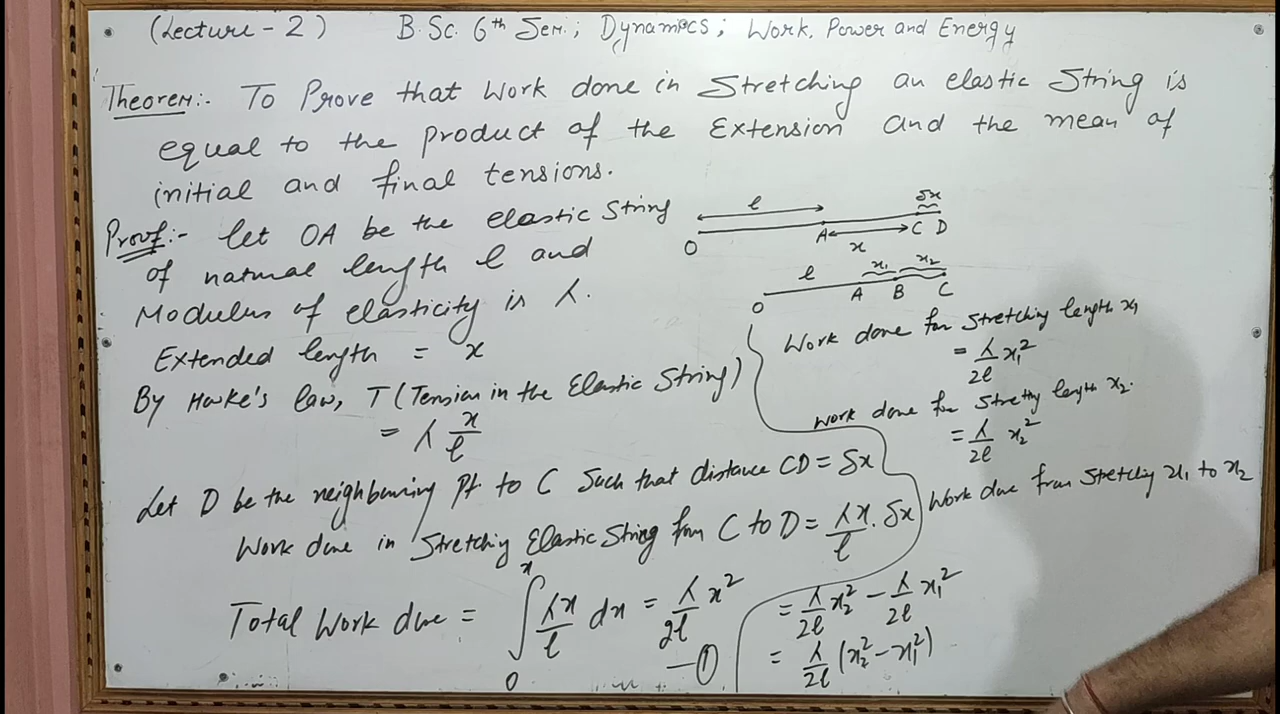 (Lecture - 2) B.Sc. 6th Sem.; Dynamics; Work, Power and Energy
Theorem:- To Prove that Work done in Stretching an elastic String is
equal to the product of the Extension and the mean of
initial and final tensions.
Proof:- Let OA be the elastic String
of natural length l and
Modulus of elasticity is λ.
Extended length = x
By Hooke's law, T (Tension in the Elastic String)
= λ x/l
Let D be the neighbouring Pt. to C Such that distance CD = δx
Work done in Stretching Elastic String from C to D = λx/l . δx
Total Work done = ∫₀ˣ λx/l dx = λ/2l x²
—①
l δx
O A x C D
l x₁ x₂
O A B C
Work done for Stretching length x₁
= λ/2l x₁²
Work done for Stretchg length x₂.
= λ/2l x₂²
Work done from Stretching x₁ to x₂
= λ/2l x₂² - λ/2l x₁²
= λ/2l (x₂² - x₁²)